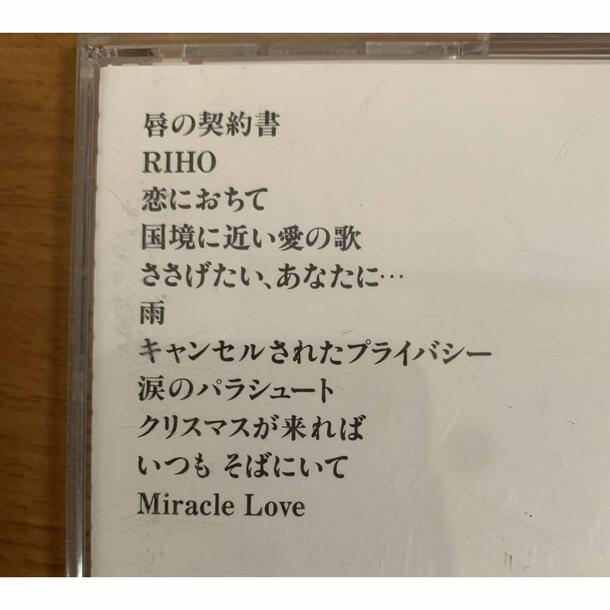 唇の契約書
RIHO
恋におちて
国境に近い愛の歌
ささげたい、あなたに…
雨
キャンセルされたプライバシー
涙のパラシュート
クリスマスが来れば
いつも そばにいて
Miracle Love